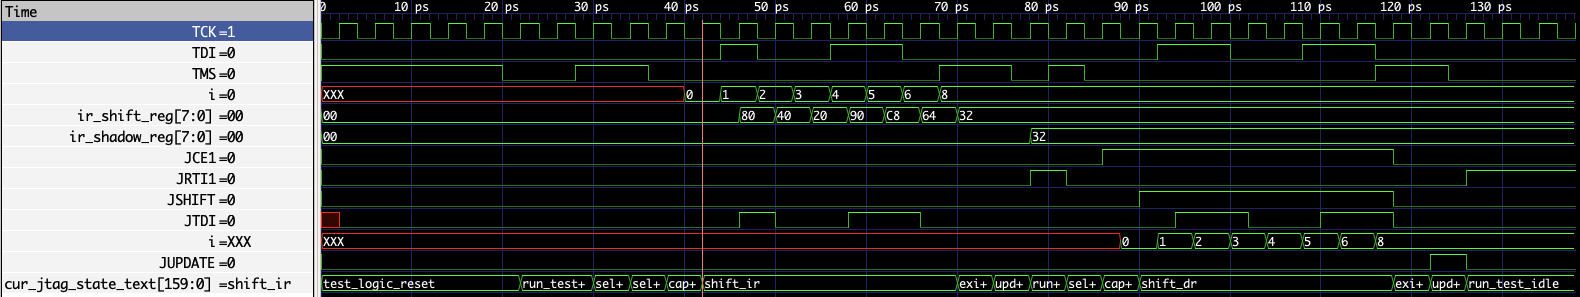 Time 0 10 ps 20 ps 30 ps 40 ps 50 ps 60 ps 70 ps 80 ps 90 ps 100 ps 110 ps 120 ps 130 ps
TCK=1
TDI=0
TMS=0
i=0 XXX 0 1 2 3 4 5 6 8
ir_shift_reg[7:0]=00 00 80 40 20 90 C8 64 32
ir_shadow_reg[7:0]=00 00 32
JCE1=0
JRTI1=0
JSHIFT=0
JTDI=0
i=XXX XXX 0 1 2 3 4 5 6 8
JUPDATE=0
cur_jtag_state_text[159:0]=shift_ir test_logic_reset run_test+ sel+ sel+ cap+ shift_ir exi+ upd+ run+ sel+ cap+ shift_dr exi+ upd+ run_test_idle